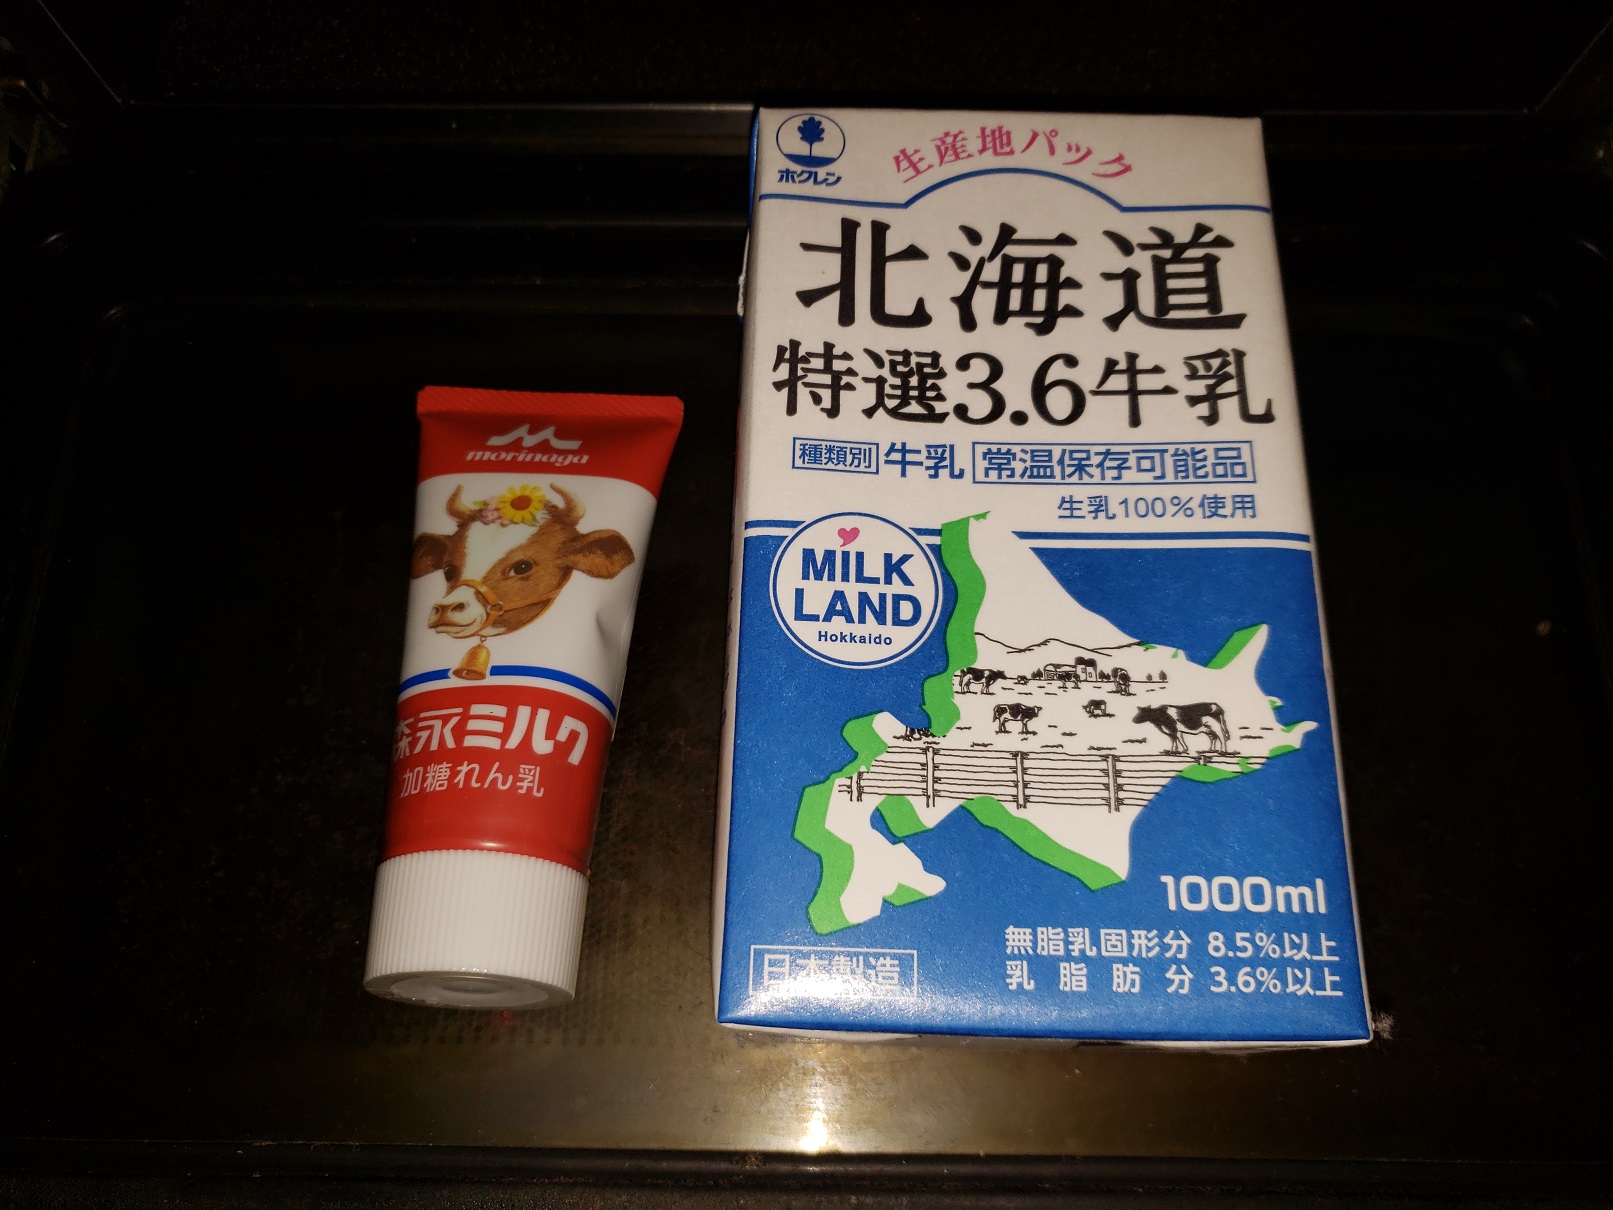 morinaga
森永ミルク
加糖れん乳
ホクレン
生産地パック
北海道
特選3.6牛乳
種類別 牛乳 常温保存可能品
生乳100%使用
MILK
LAND
Hokkaido
1000ml
無脂乳固形分 8.5%以上
乳脂肪分 3.6%以上
日本製造